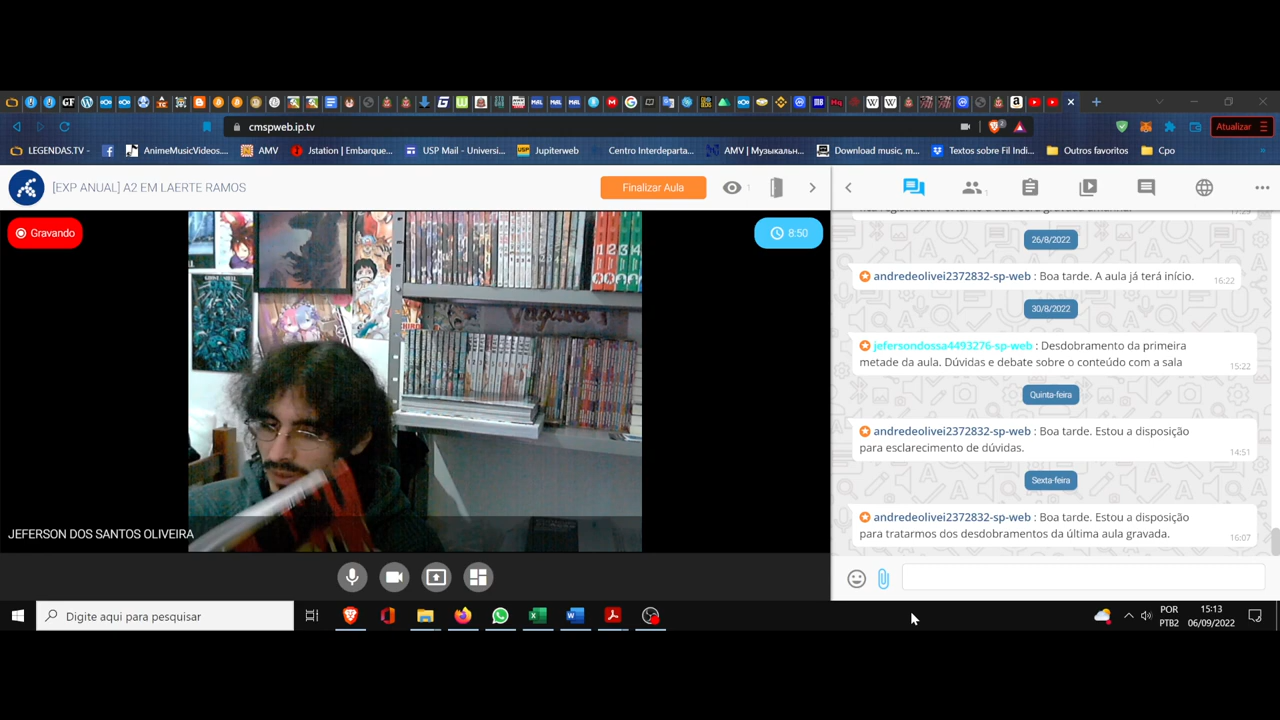 cmspweb.ip.tv
Atualizar
LEGENDAS.TV -
AnimeMusicVideos...
AMV
Jstation | Embarque...
USP Mail - Universi...
Jupiterweb
Centro Interdeparta...
AMV | Музыкальн...
Download music, m...
Textos sobre Fil Indi...
Outros favoritos
Cpo
[EXP ANUAL] A2 EM LAERTE RAMOS
Finalizar Aula
1
1
Gravando
8:50
26/8/2022
andredeolivei2372832-sp-web : Boa tarde. A aula já terá início.
16:22
30/8/2022
jefersondossa4493276-sp-web : Desdobramento da primeira
metade da aula. Dúvidas e debate sobre o conteúdo com a sala
15:22
Quinta-feira
andredeolivei2372832-sp-web : Boa tarde. Estou a disposição
para esclarecimento de dúvidas.
14:51
Sexta-feira
andredeolivei2372832-sp-web : Boa tarde. Estou a disposição
para tratarmos dos desdobramentos da última aula gravada.
16:07
JEFERSON DOS SANTOS OLIVEIRA
Digite aqui para pesquisar
POR
PTB2
15:13
06/09/2022